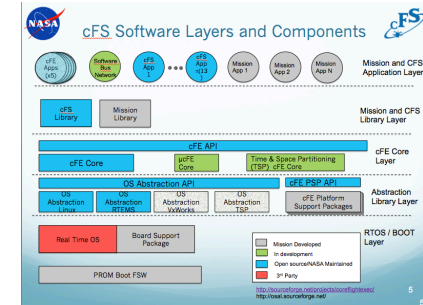 NASA
cFS Software Layers and Components
cFS
cFE
Apps
(x5)
Software
Bus
Network
cFS
App
1
cFS
App
Mission
App 1
Mission
App 2
Mission
App N
Mission and CFS
Application Layer
cFS
Library
Mission
Library
Mission and CFS
Library Layer
cFE API
cFE Core
µcFE
Core
Time & Space Partitioning
(TSP) cFE Core
cFE Core
Layer
OS Abstraction API
cFE PSP API
OS
Abstraction
Linux
OS
Abstraction
RTEMS
OS
Abstraction
VxWorks
OS
Abstraction
TSP
cFE Platform
Support Packages
Abstraction
Library Layer
Real Time OS
Board Support
Package
RTOS / BOOT
Layer
PROM Boot FSW
Mission Developed
In development
Open source/NASA Maintained
3rd Party
http://sourceforge.net/projects/coreflightexec/
http://osal.sourceforge.net/
5